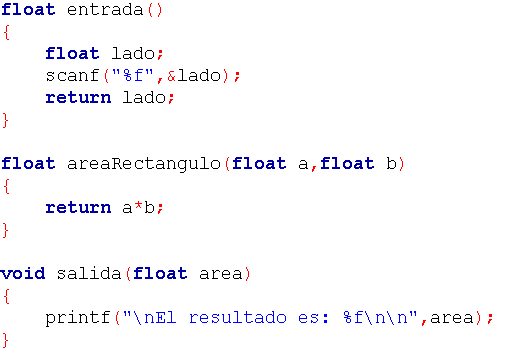 float entrada()
{
    float lado;
    scanf("%f",&lado);
    return lado;
}

float areaRectangulo(float a,float b)
{
    return a*b;
}

void salida(float area)
{
    printf("\nEl resultado es: %f\n\n",area);
}